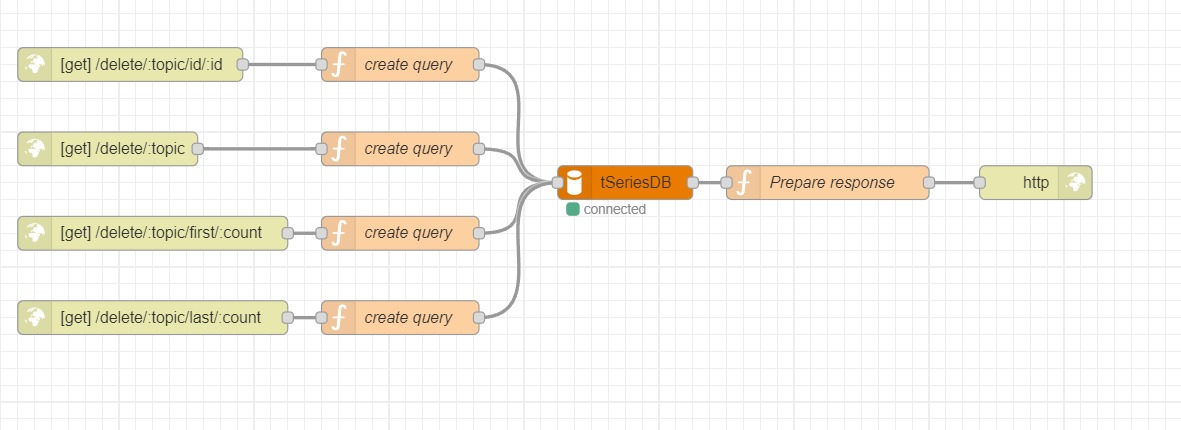 [get] /delete/:topic/id/:id
create query
[get] /delete/:topic
create query
tSeriesDB
Prepare response
http
connected
[get] /delete/:topic/first/:count
create query
[get] /delete/:topic/last/:count
create query